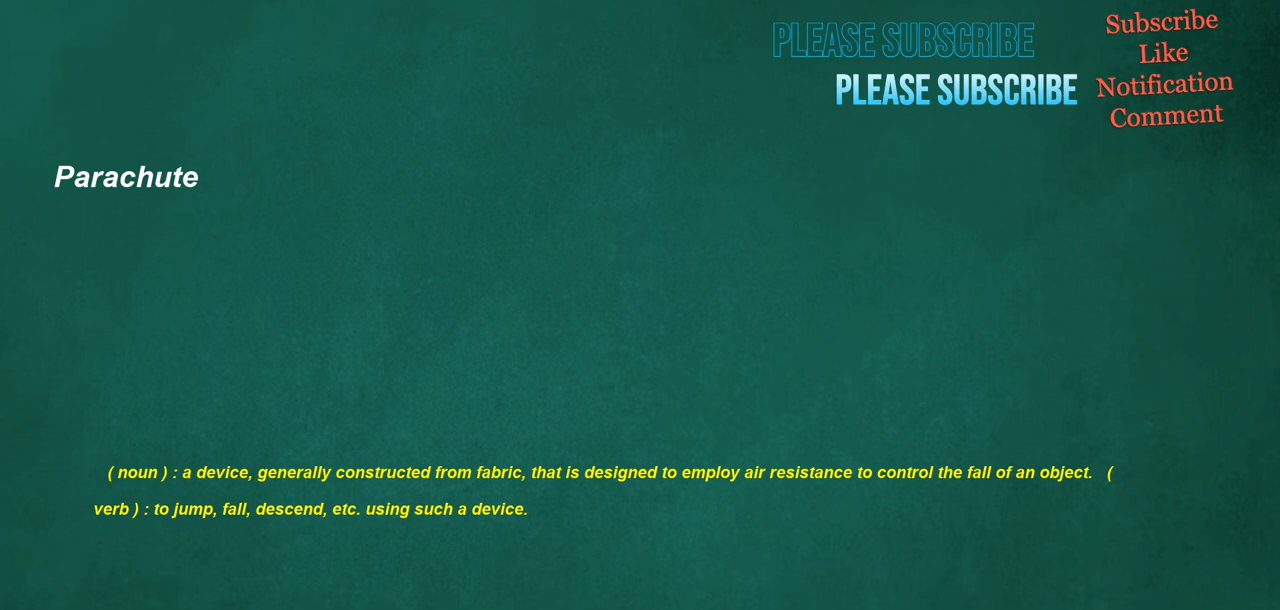 PLEASE SUBSCRIBE
PLEASE SUBSCRIBE
Subscribe
Like
Notification
Comment
Parachute
( noun ) : a device, generally constructed from fabric, that is designed to employ air resistance to control the fall of an object. (
verb ) : to jump, fall, descend, etc. using such a device.